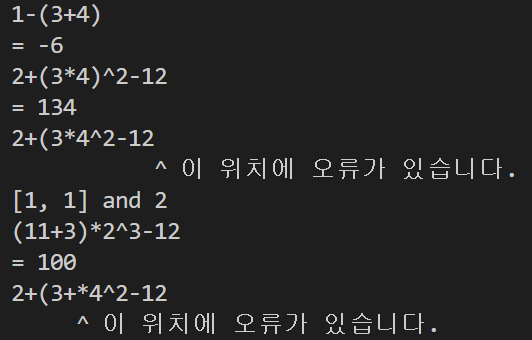 1-(3+4)
= -6
2+(3*4)^2-12
= 134
2+(3*4^2-12
^ 이 위치에 오류가 있습니다.
[1, 1] and 2
(11+3)*2^3-12
= 100
2+(3+*4^2-12
^ 이 위치에 오류가 있습니다.